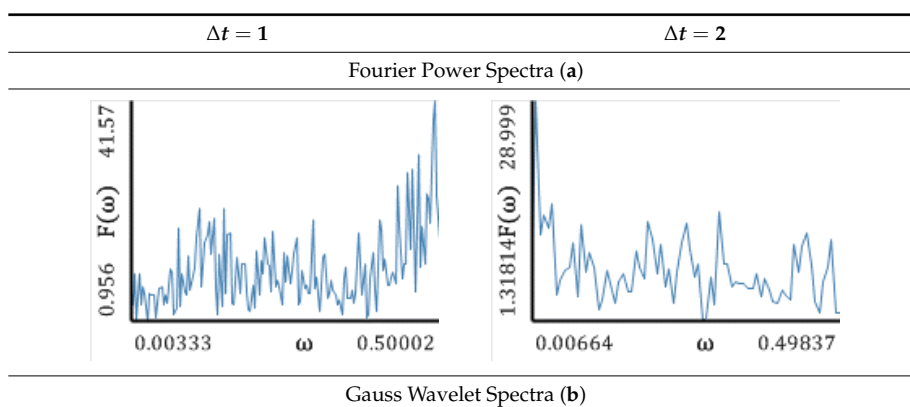 Δt = 1 Δt = 2
Fourier Power Spectra (a)
41.57
F(ω)
0.956
0.00333 ω 0.50002
28.999
F(ω)
1.31814
0.00664 ω 0.49837
Gauss Wavelet Spectra (b)